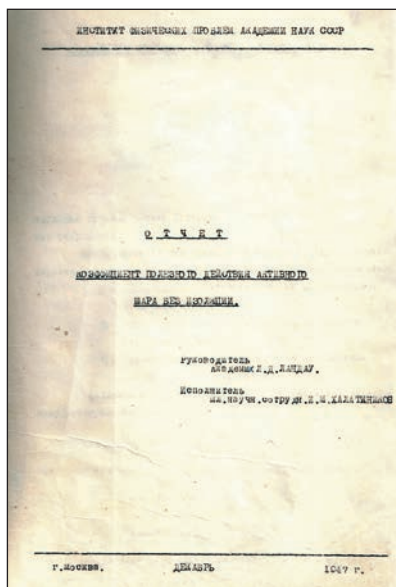 ИНСТИТУТ ФИЗИЧЕСКИХ ПРОБЛЕМ АКАДЕМИИ НАУК СССР
О Т Ч Е Т
КОЭФФИЦИЕНТ ПОЛЕЗНОГО ДЕЙСТВИЯ АКТИВНОГО
ШАРА БЕЗ ИЗОЛЯЦИИ.
Руководитель
академик Л.Д.ЛАНДАУ.
Исполнитель
мл.научн.сотрудн.И.М.ХАЛАТНИКОВ
г.Москва. ДЕКАБРЬ 1947 г.